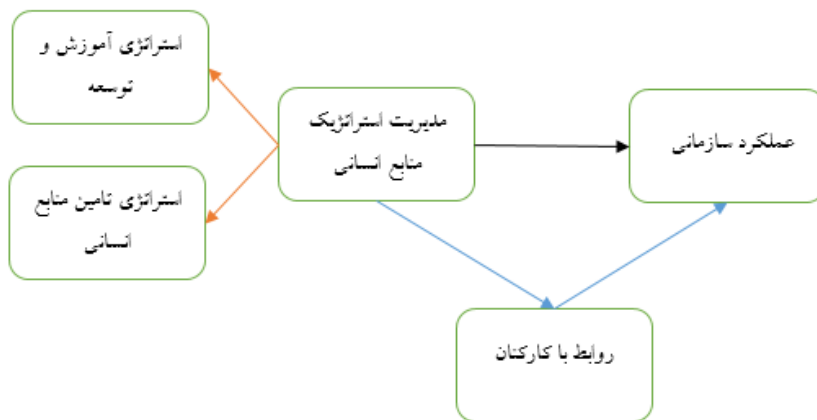 استراتژی آموزش و
توسعه
مدیریت استراتژیک
منابع انسانی
عملکرد سازمانی
استراتژی تامین منابع
انسانی
روابط با کارکنان